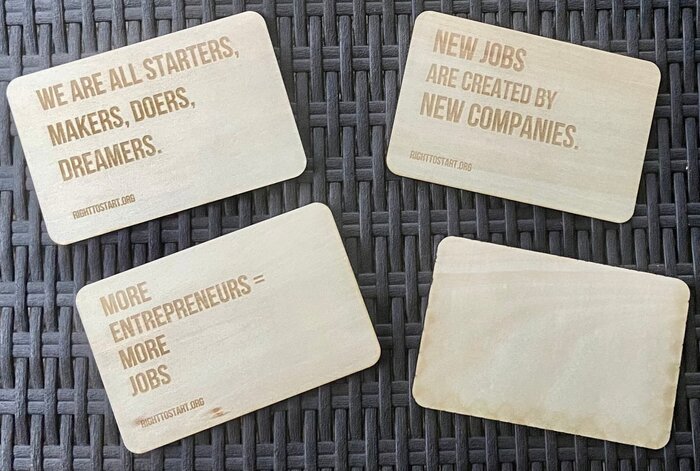 WE ARE ALL STARTERS,
MAKERS, DOERS,
DREAMERS.
RIGHTTOSTART.ORG
NEW JOBS
ARE CREATED BY
NEW COMPANIES.
RIGHTTOSTART.ORG
MORE
ENTREPRENEURS =
MORE
JOBS
RIGHTTOSTART.ORG